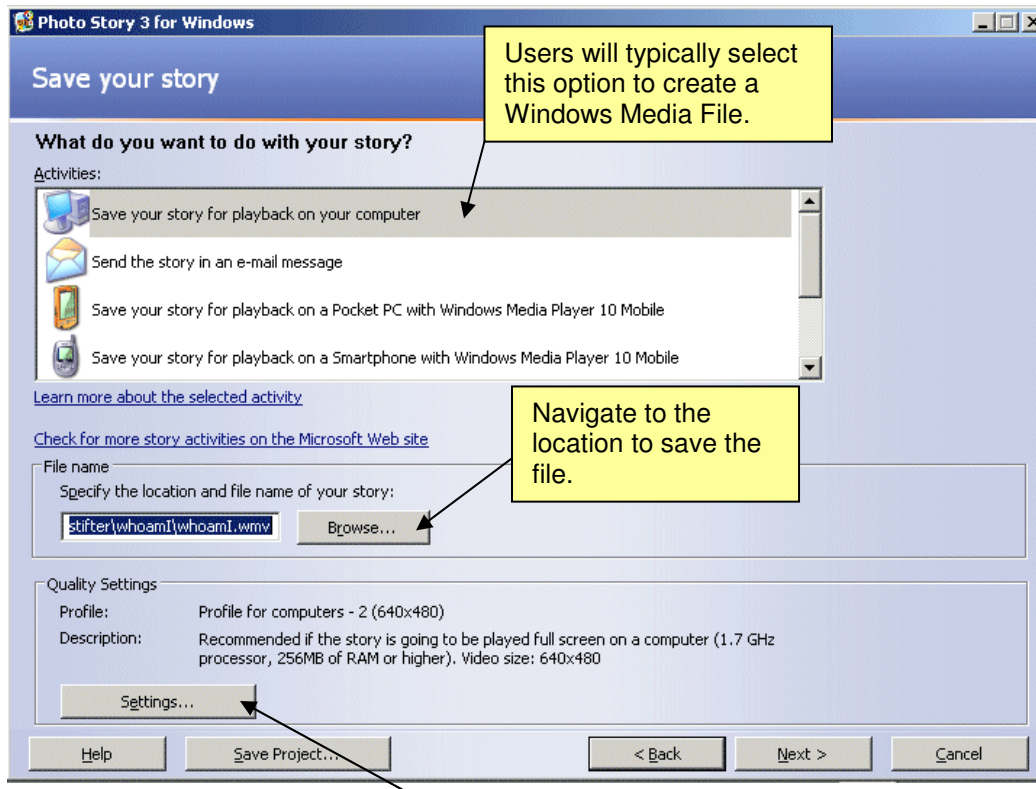 Photo Story 3 for Windows
Save your story
Users will typically select
this option to create a
Windows Media File.
What do you want to do with your story?
Activities:
Save your story for playback on your computer
Send the story in an e-mail message
Save your story for playback on a Pocket PC with Windows Media Player 10 Mobile
Save your story for playback on a Smartphone with Windows Media Player 10 Mobile
Learn more about the selected activity
Check for more story activities on the Microsoft Web site
Navigate to the
location to save the
file.
File name
Specify the location and file name of your story:
stifter\whoamI\whoamI.wmv
Browse...
Quality Settings
Profile: Profile for computers - 2 (640x480)
Description: Recommended if the story is going to be played full screen on a computer (1.7 GHz
processor, 256MB of RAM or higher). Video size: 640x480
Settings...
Help Save Project... < Back Next > Cancel